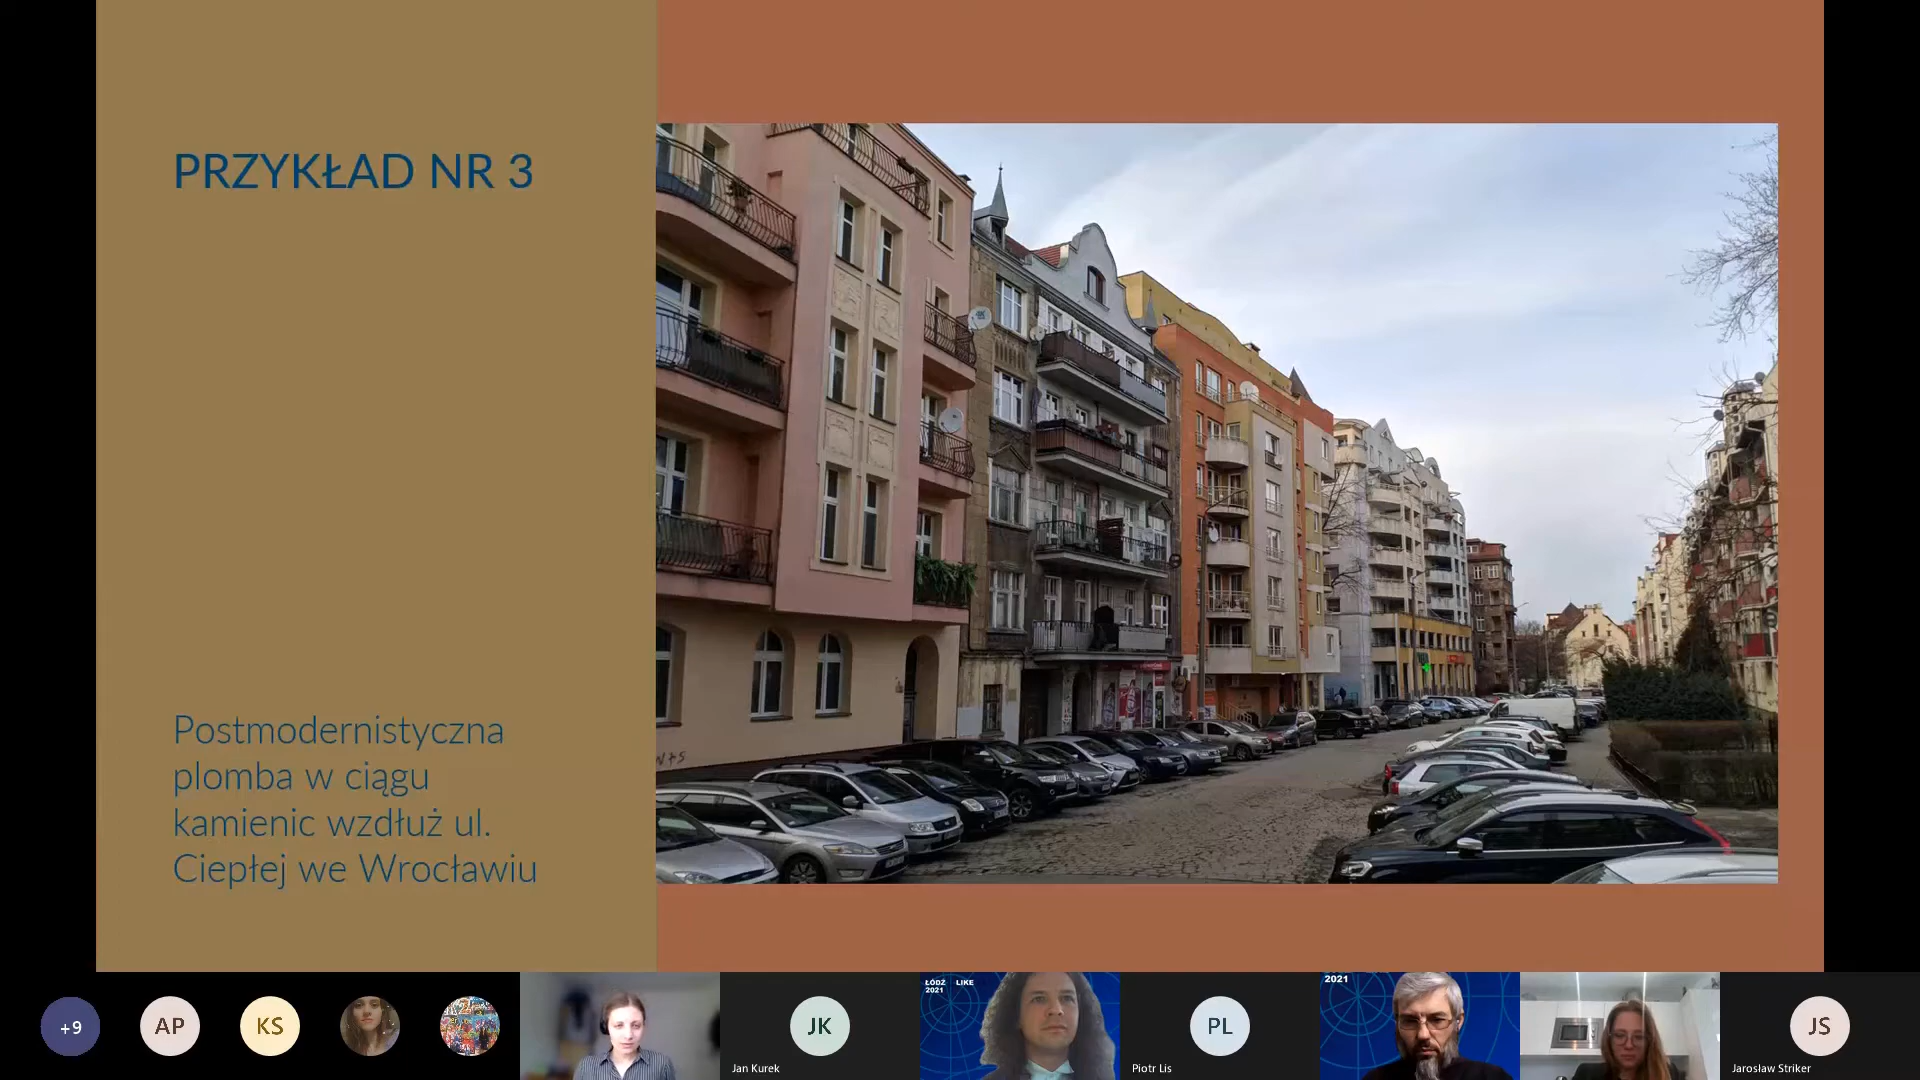 PRZYKŁAD NR 3
Postmodernistyczna
plomba w ciągu
kamienic wzdłuż ul.
Ciepłej we Wrocławiu
+9
AP
KS
JK
Jan Kurek
ŁÓDŹ LIKE
2021
PL
Piotr Lis
2021
JS
Jarosław Striker